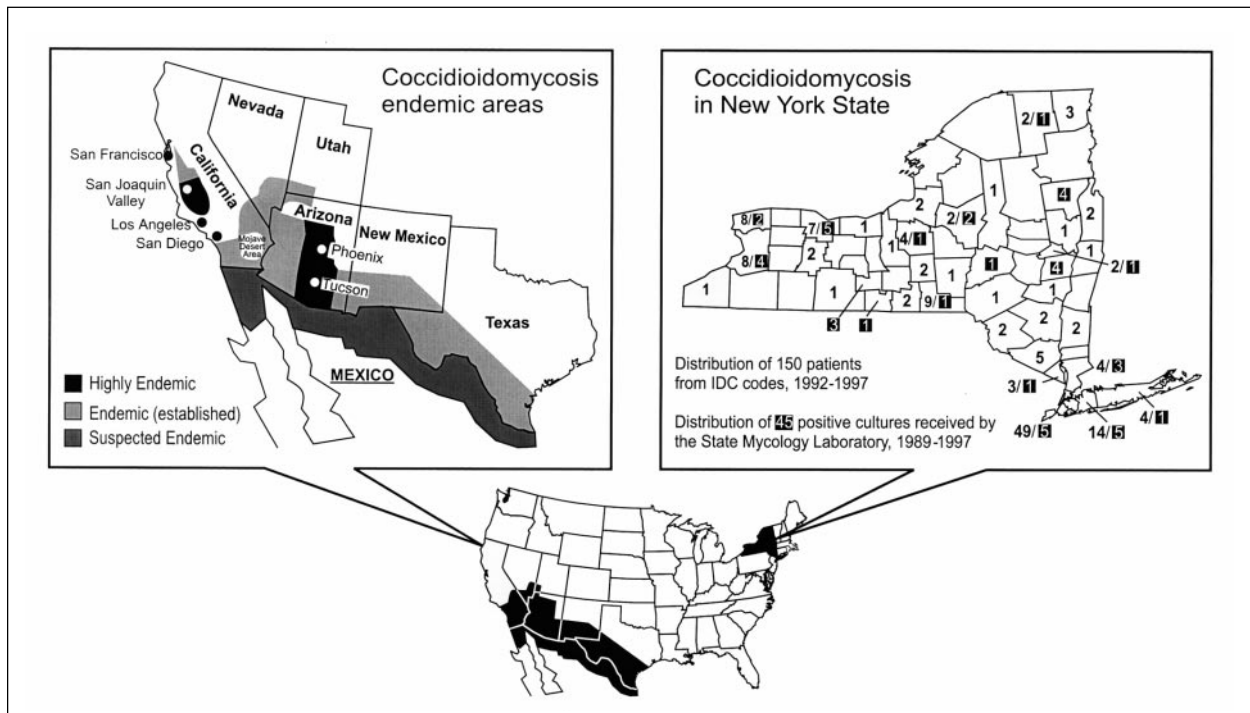 Coccidioidomycosis
endemic areas
Nevada
Utah
San Francisco
California
San Joaquin
Valley
Los Angeles
San Diego
Mojave
Desert
Area
Arizona
New Mexico
Phoenix
Tucson
Texas
MEXICO
Highly Endemic
Endemic (established)
Suspected Endemic
Coccidioidomycosis
in New York State
2/1
3
1
4
2
2
8/2
7/5
1
1
4/1
2/2
1
8/4
2
2
1
1
4
1
2/1
1
1
2
9/1
1
1
3
1
2
2
2
5
4/3
3/1
4/1
49/5
14/5
Distribution of 150 patients
from IDC codes, 1992-1997
Distribution of 45 positive cultures received by
the State Mycology Laboratory, 1989-1997